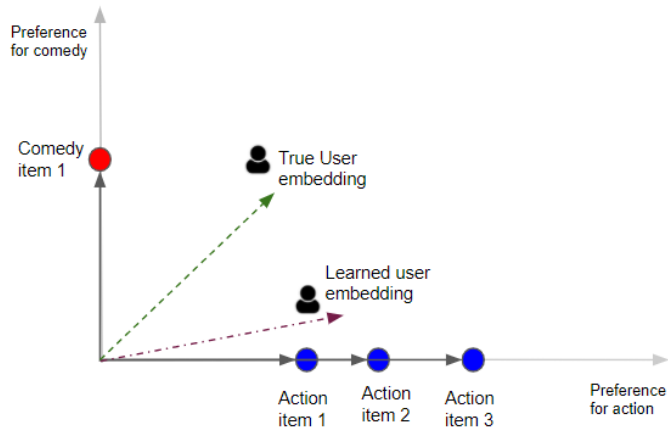 Preference
for comedy
Comedy
item 1
True User
embedding
Learned user
embedding
Action
item 1
Action
item 2
Action
item 3
Preference
for action